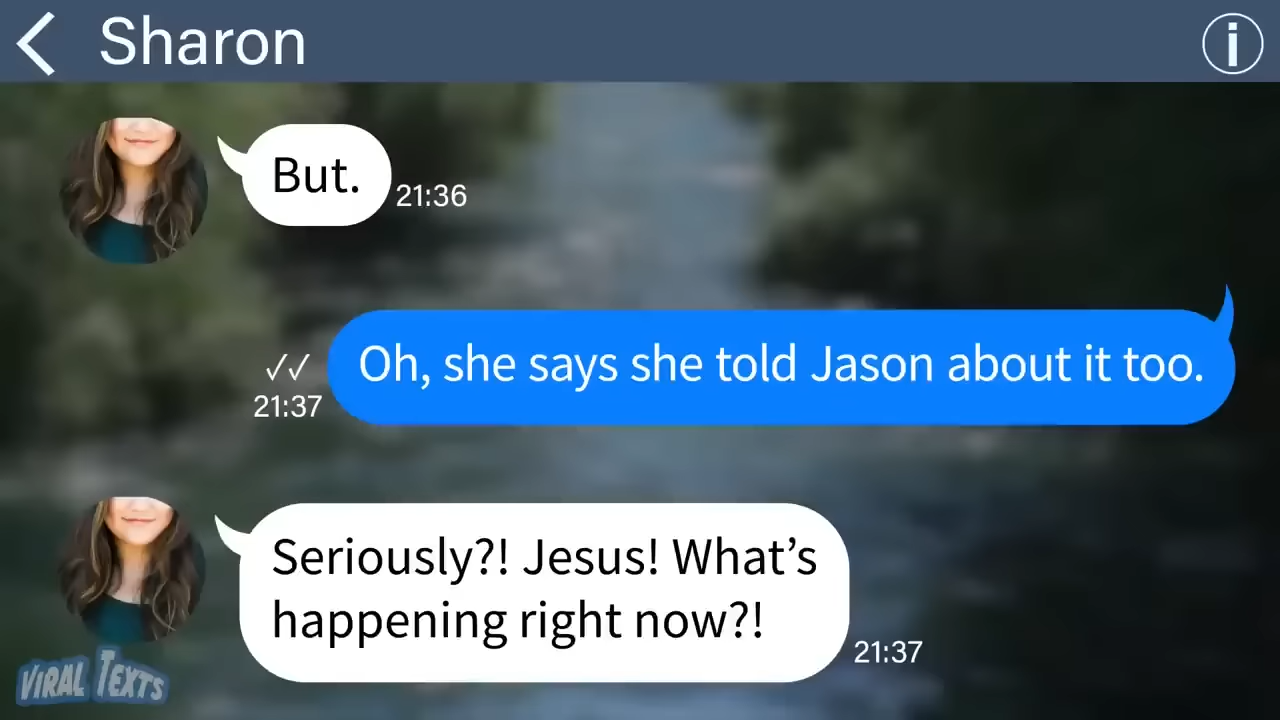 Sharon
i
But.
21:36
Oh, she says she told Jason about it too.
21:37
Seriously?! Jesus! What’s
happening right now?!
21:37
VIRAL TEXTS